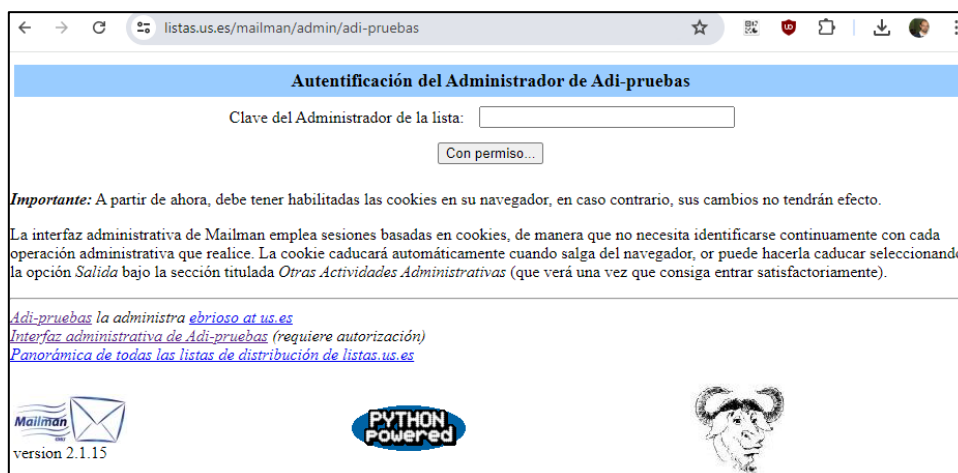 listas.us.es/mailman/admin/adi-pruebas
Autentificación del Administrador de Adi-pruebas
Clave del Administrador de la lista:
Con permiso...
Importante: A partir de ahora, debe tener habilitadas las cookies en su navegador, en caso contrario, sus cambios no tendrán efecto.
La interfaz administrativa de Mailman emplea sesiones basadas en cookies, de manera que no necesita identificarse continuamente con cada
operación administrativa que realice. La cookie caducará automáticamente cuando salga del navegador, or puede hacerla caducar seleccionando
la opción Salida bajo la sección titulada Otras Actividades Administrativas (que verá una vez que consiga entrar satisfactoriamente).
Adi-pruebas la administra ebrioso at us.es
Interfaz administrativa de Adi-pruebas (requiere autorización)
Panorámica de todas las listas de distribución de listas.us.es
Mailman
PYTHON
Powered
version 2.1.15